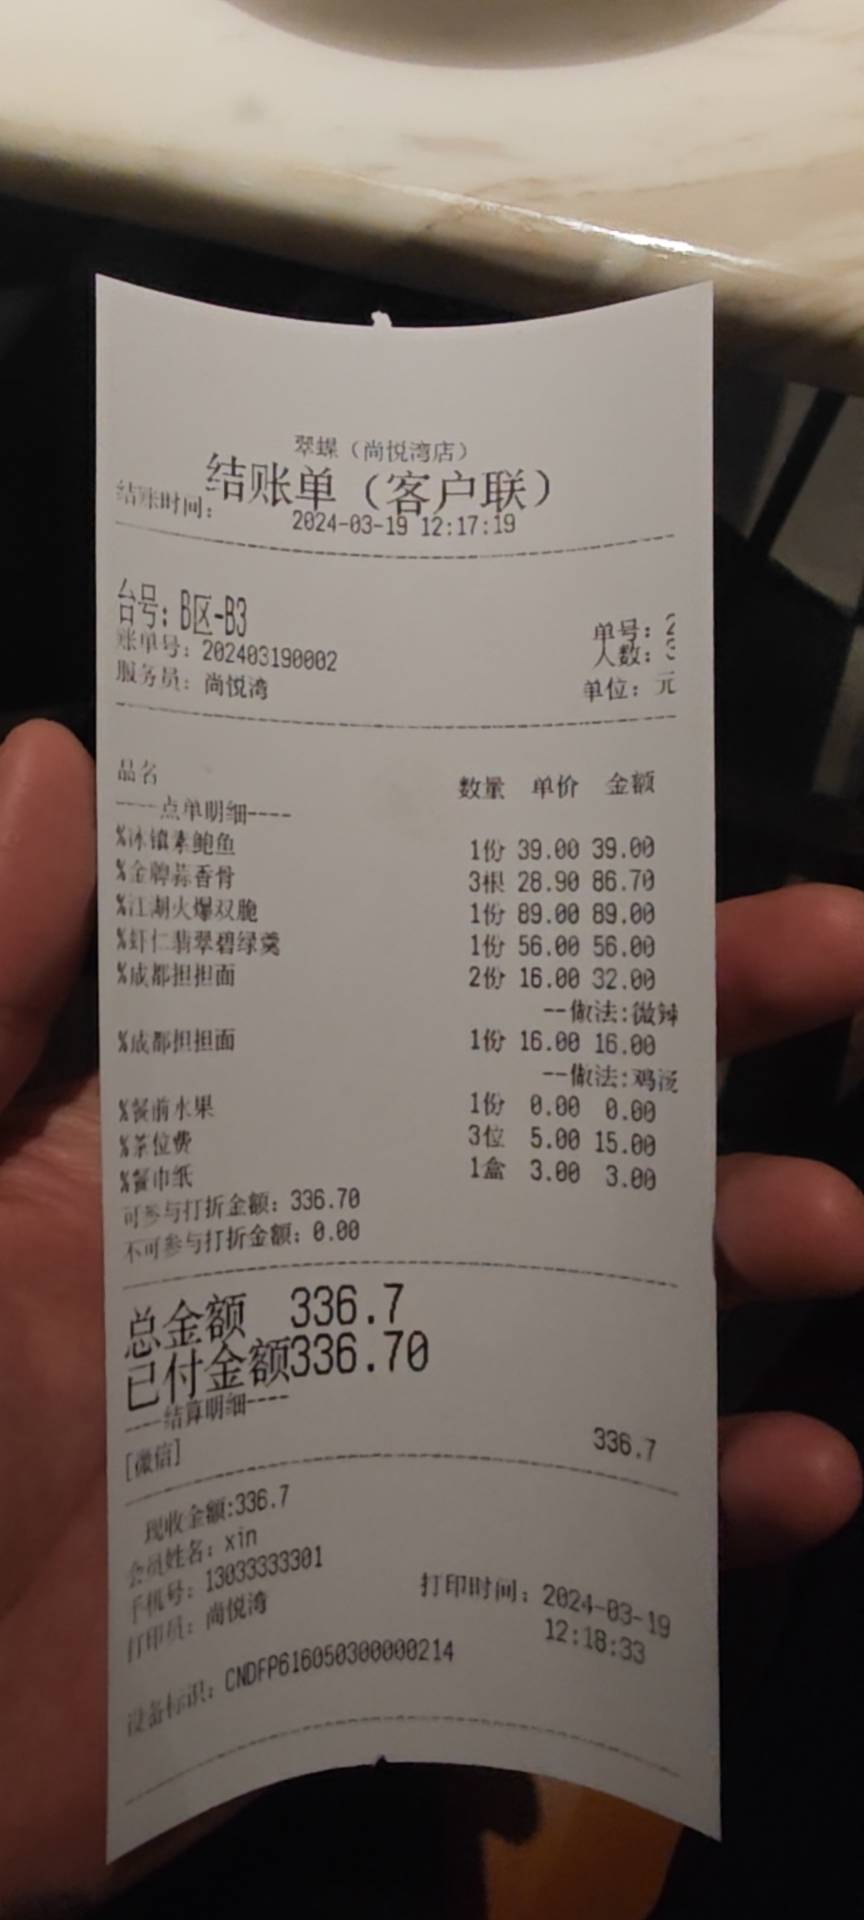 翠蝶（尚悦湾店）
结账单（客户联）
结账时间：2024-03-19 12:17:19
台号：B区-B3
单号：2
账单号：202403190002
人数：3
服务员：尚悦湾
单位：元
品名 数量 单价 金额
----点单明细----
%冰镇素鲍鱼 1份 39.00 39.00
%金牌蒜香骨 3根 28.90 86.70
%江湖火爆双脆 1份 89.00 89.00
%虾仁翡翠碧绿羹 1份 56.00 56.00
%成都担担面 2份 16.00 32.00
--做法:微辣
%成都担担面 1份 16.00 16.00
--做法:鸡汤
%餐前水果 1份 0.00 0.00
%茶位费 3位 5.00 15.00
%餐巾纸 1盒 3.00 3.00
可参与打折金额：336.70
不可参与打折金额：0.00
总金额 336.7
已付金额336.70
----结算明细----
[微信] 336.7
现收金额:336.7
会员姓名：xin
手机号：13033333301
打印员：尚悦湾
打印时间：2024-03-19
12:18:33
设备标识：CNDFP616050300000214